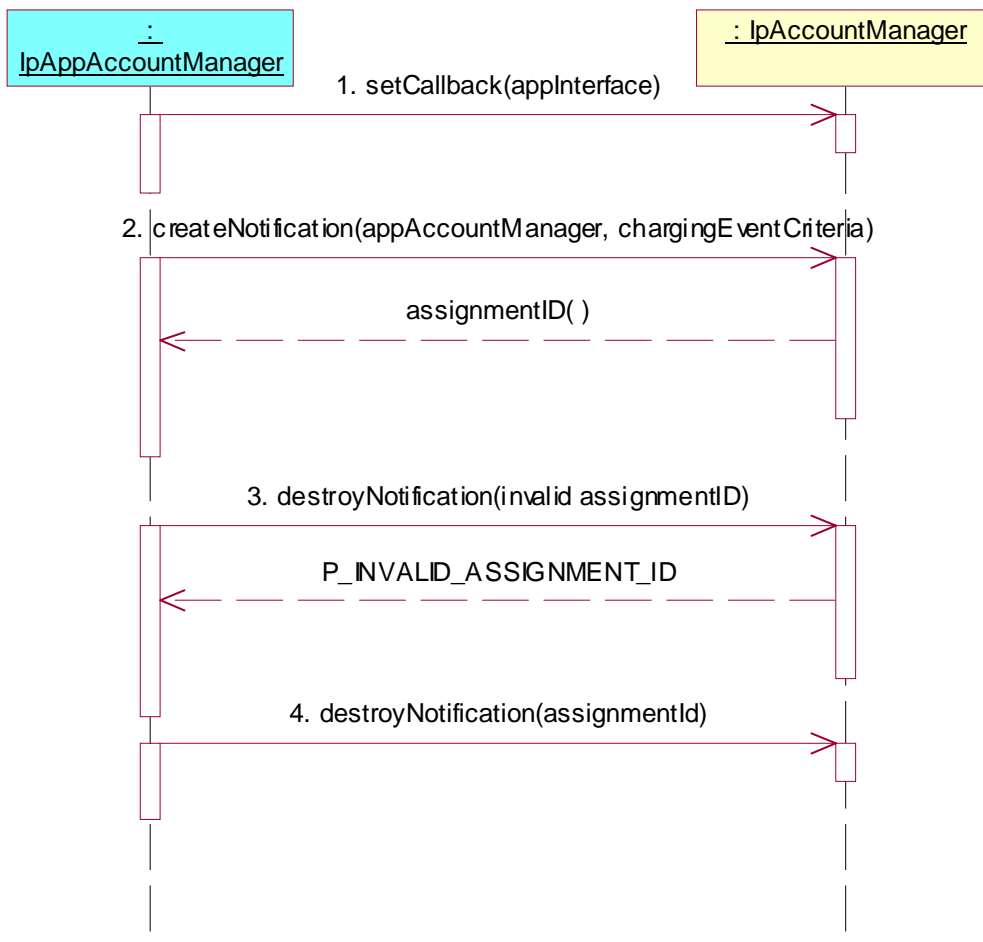 :
IpAppAccountManager
: IpAccountManager
1. setCallback(appInterface)
2. createNotification(appAccountManager, chargingEventCriteria)
assignmentID( )
3. destroyNotification(invalid assignmentID)
P_INVALID_ASSIGNMENT_ID
4. destroyNotification(assignmentId)